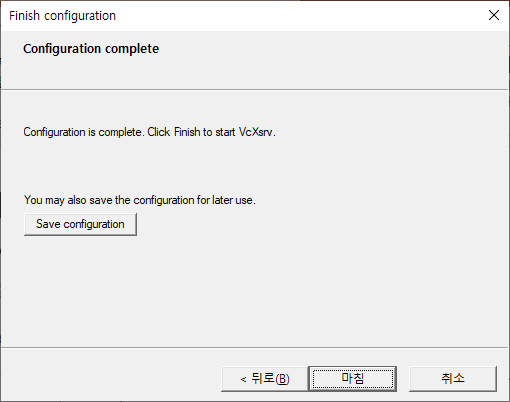 Finish configuration
Configuration complete
Configuration is complete. Click Finish to start VcXsrv.
You may also save the configuration for later use.
Save configuration
< 뒤로(B) 마침 취소